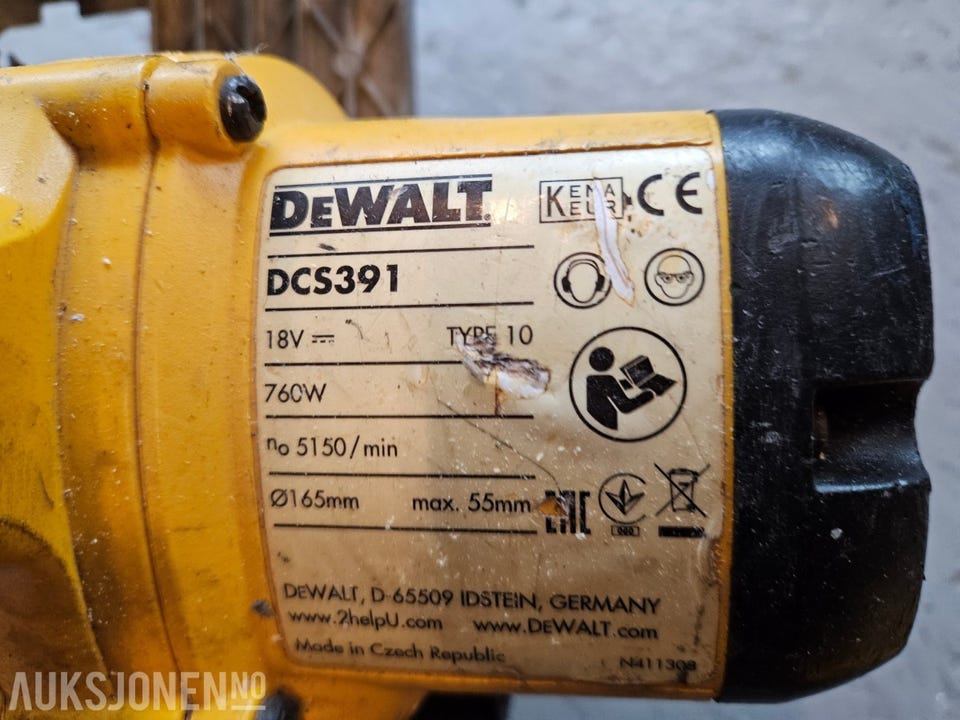 DEWALT
KEMA
KEUR
CE
DCS391
18V TYPE 10
760W
no 5150/min
Ø165mm max. 55mm
EAC
DEWALT, D-65509 IDSTEIN, GERMANY
www.2helpU.com www.DEWALT.com
Made in Czech Republic
N411308
AUKSJONEN NO